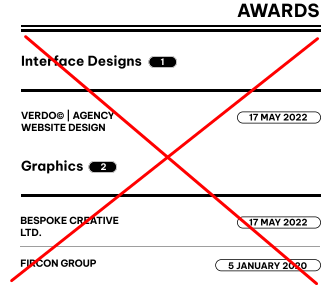 AWARDS
Interface Designs 1
VERDO© | AGENCY 17 MAY 2022
WEBSITE DESIGN
Graphics 2
BESPOKE CREATIVE 17 MAY 2022
LTD.
FIRCON GROUP 5 JANUARY 2020